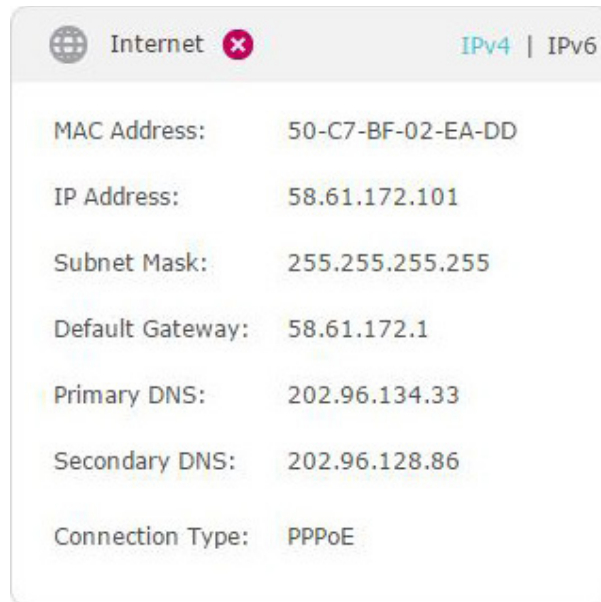 Internet IPv4 | IPv6
MAC Address: 50-C7-BF-02-EA-DD
IP Address: 58.61.172.101
Subnet Mask: 255.255.255.255
Default Gateway: 58.61.172.1
Primary DNS: 202.96.134.33
Secondary DNS: 202.96.128.86
Connection Type: PPPoE